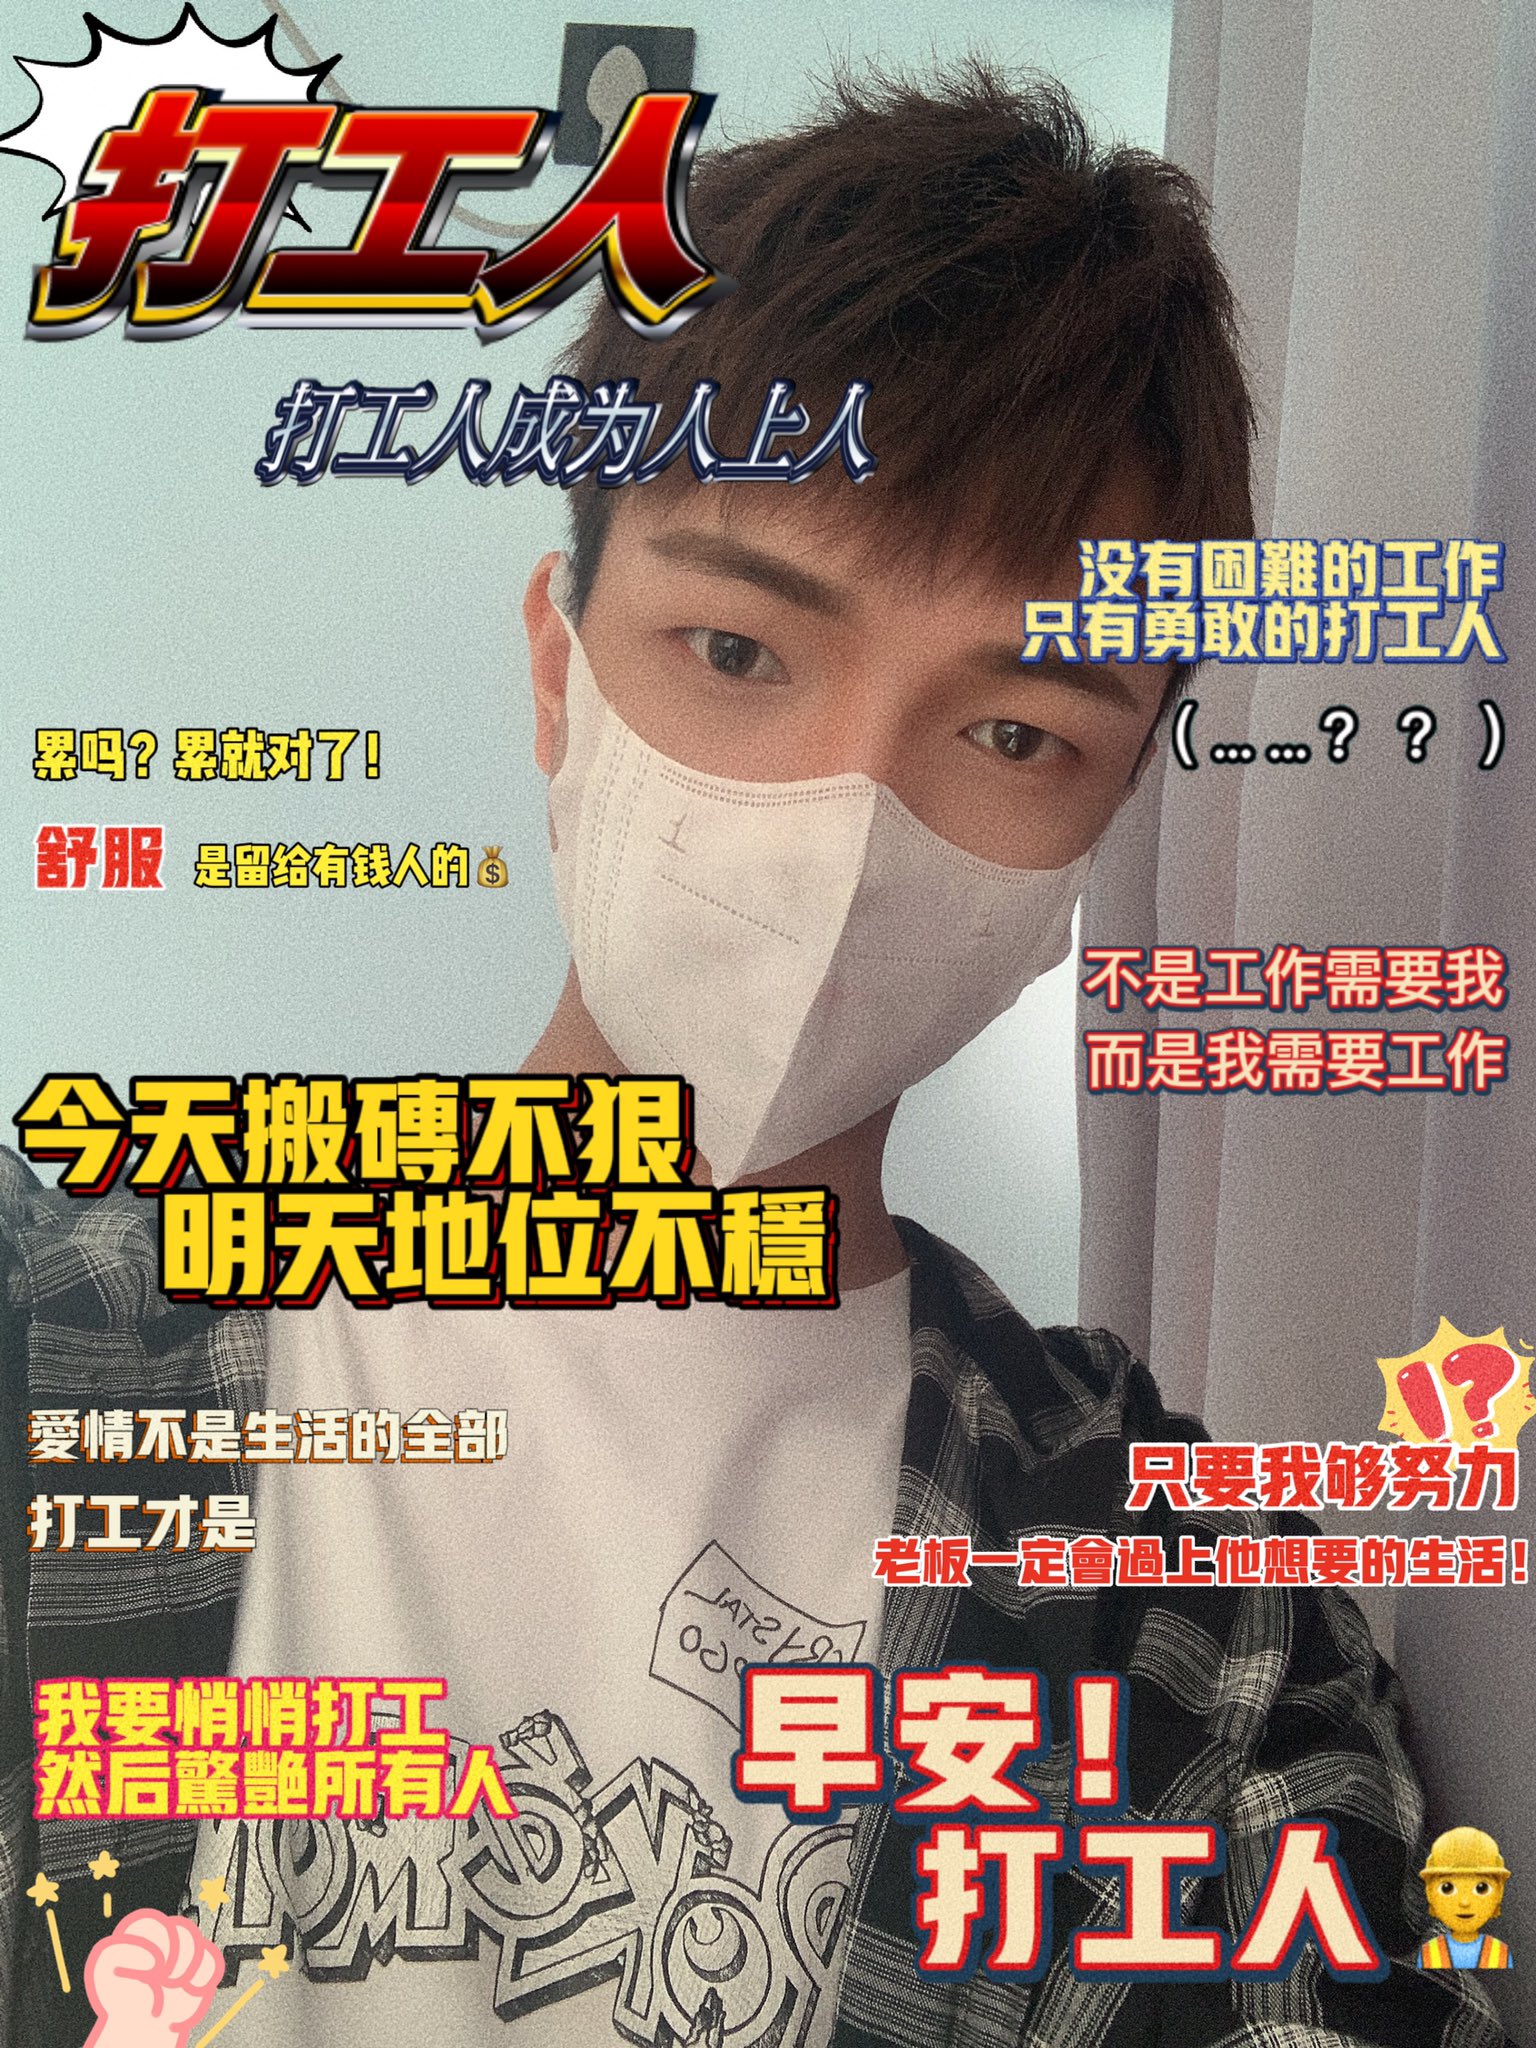 打工人
打工人成为人上人
没有困難的工作
只有勇敢的打工人
(……？？)
累吗？累就对了！
舒服 是留给有钱人的💰
不是工作需要我
而是我需要工作
今天搬磚不狠
明天地位不穩
愛情不是生活的全部
打工才是
!?
只要我够努力
老板一定會過上他想要的生活！
我要悄悄打工
然后驚艷所有人
早安！
打工人👷